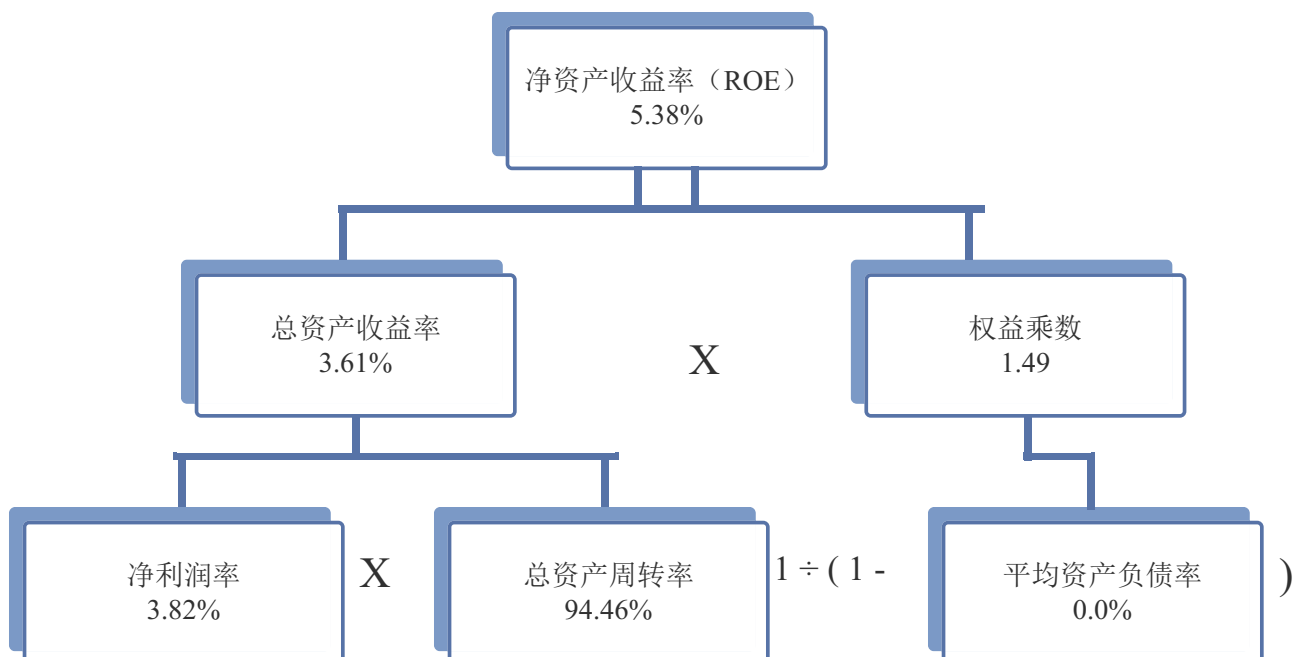 净资产收益率（ROE）
5.38%
总资产收益率
3.61%
X
权益乘数
1.49
净利润率
3.82%
X
总资产周转率
94.46%
1 ÷ ( 1 -
平均资产负债率
0.0%
)